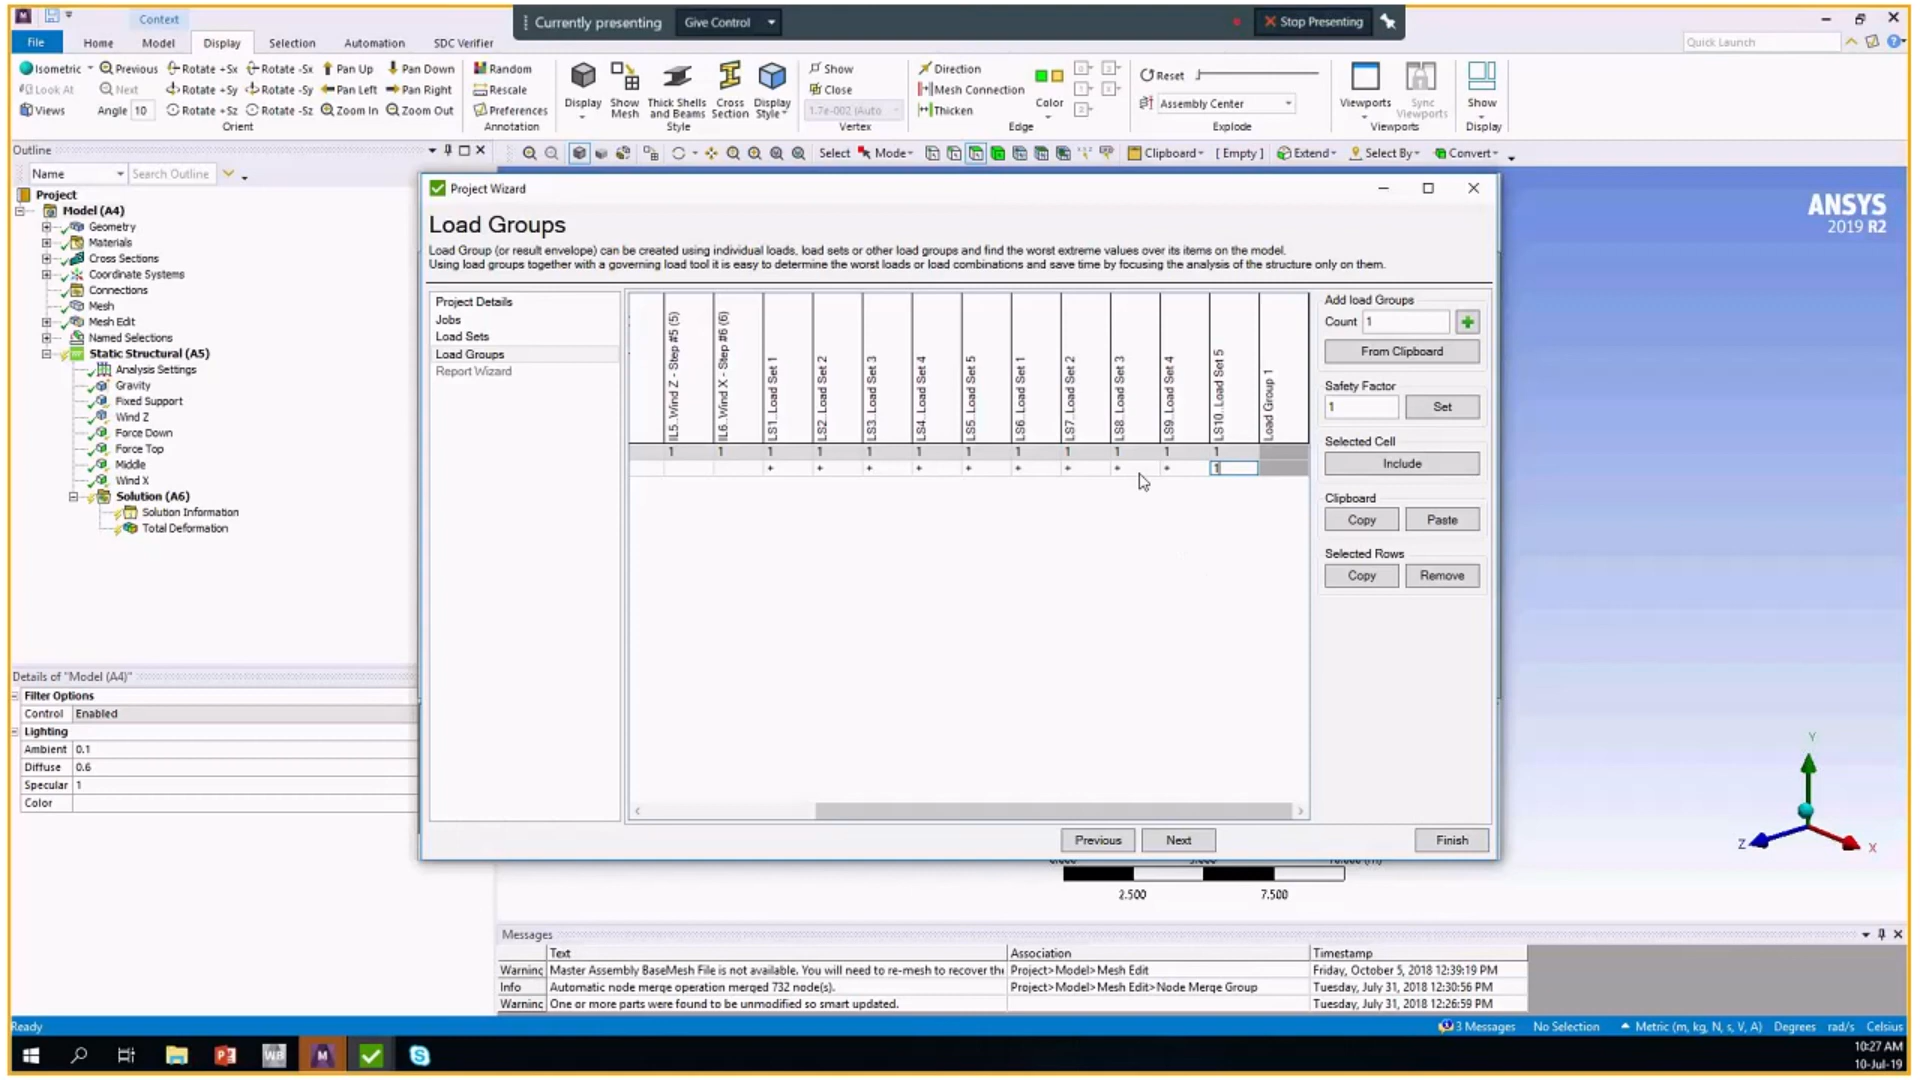 Context
Currently presenting
Give Control
Stop Presenting
File
Home
Model
Display
Selection
Automation
SDC Verifier
Quick Launch
Isometric
Previous
Rotate +Sx
Rotate -Sx
Pan Up
Pan Down
Look At
Next
Rotate +Sy
Rotate -Sy
Pan Left
Pan Right
Views
Angle 10
Rotate +Sz
Rotate -Sz
Zoom In
Zoom Out
Orient
Random
Rescale
Preferences
Annotation
Display
Show Mesh
Thick Shells and Beams
Cross Section
Display Style
Style
Show
Close
1.7e-002 (Auto
Vertex
Direction
Mesh Connection
Thicken
Color
Edge
Reset
Assembly Center
Explode
Viewports
Sync Viewports
Viewports
Show
Display
Outline
Select
Mode
Clipboard
[ Empty ]
Extend
Select By
Convert
Name
Search Outline
Project
Model (A4)
Geometry
Materials
Cross Sections
Coordinate Systems
Connections
Mesh
Mesh Edit
Named Selections
Static Structural (A5)
Analysis Settings
Gravity
Fixed Support
Wind Z
Force Down
Force Top
Middle
Wind X
Solution (A6)
Solution Information
Total Deformation
ANSYS
2019 R2
Project Wizard
Load Groups
Load Group (or result envelope) can be created using individual loads, load sets or other load groups and find the worst extreme values over its items on the model.
Using load groups together with a governing load tool it is easy to determine the worst loads or load combinations and save time by focusing the analysis of the structure only on them.
Project Details
Jobs
Load Sets
Load Groups
Report Wizard
IL5..Wind Z - Step #5 (5)
IL6..Wind X - Step #6 (6)
LS1..Load Set 1
LS2..Load Set 2
LS3..Load Set 3
LS4..Load Set 4
LS5..Load Set 5
LS6..Load Set 1
LS7..Load Set 2
LS8..Load Set 3
LS9..Load Set 4
LS10..Load Set 5
Load Group 1
1 1 1 1 1 1 1 1 1 1 1 1
+ + + + + + + + + 1
Add load Groups
Count 1
From Clipboard
Safety Factor
1
Set
Selected Cell
Include
Clipboard
Copy
Paste
Selected Rows
Copy
Remove
Previous
Next
Finish
Details of "Model (A4)"
Filter Options
Control Enabled
Lighting
Ambient 0.1
Diffuse 0.6
Specular 1
Color
2.500
7.500
Y
Z
X
Messages
Text
Association
Timestamp
Warning Master Assembly BaseMesh File is not available. You will need to re-mesh to recover the Project>Model>Mesh Edit Friday, October 5, 2018 12:39:19 PM
Info Automatic node merge operation merged 732 node(s). Project>Model>Mesh Edit>Node Merge Group Tuesday, July 31, 2018 12:30:56 PM
Warning One or more parts were found to be unmodified so smart updated. Tuesday, July 31, 2018 12:26:59 PM
Ready
3 Messages
No Selection
Metric (m, kg, N, s, V, A)
Degrees
rad/s
Celsius
10:27 AM
10-Jul-19